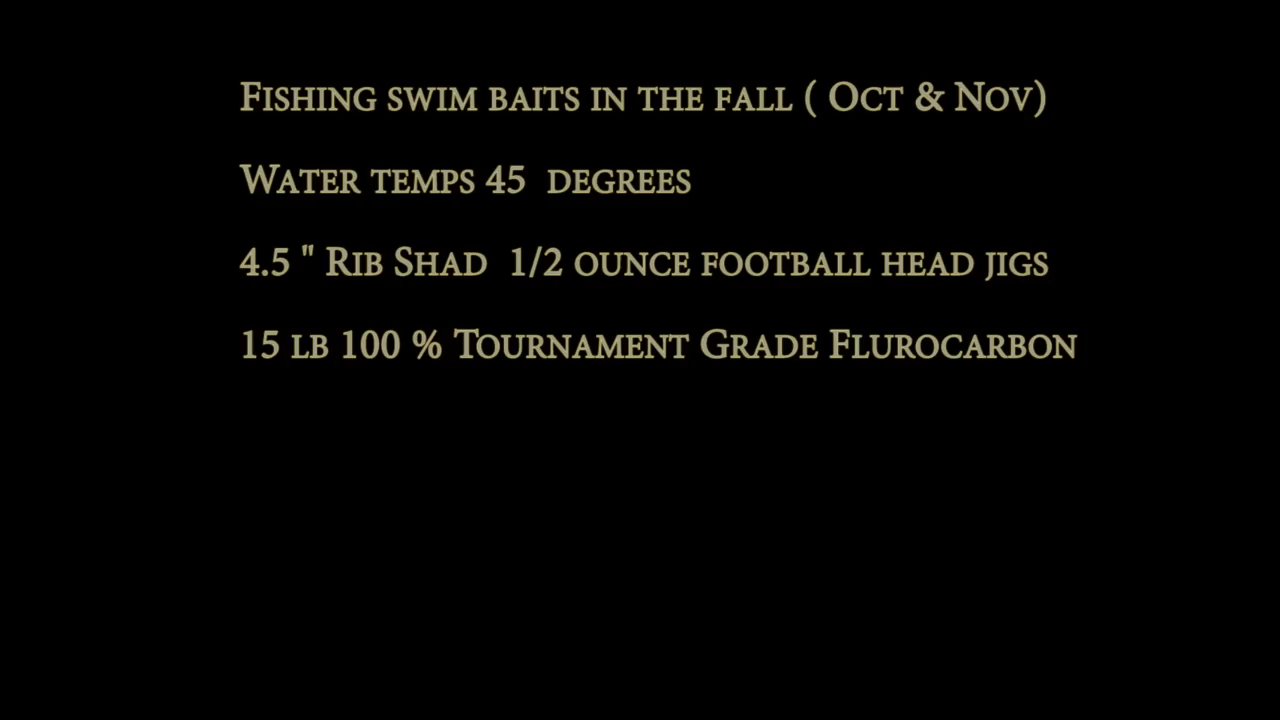 Fishing swim baits in the fall ( Oct & Nov)
Water temps 45  degrees
4.5 " Rib Shad  1/2 ounce football head jigs
15 lb 100 % Tournament Grade Flurocarbon